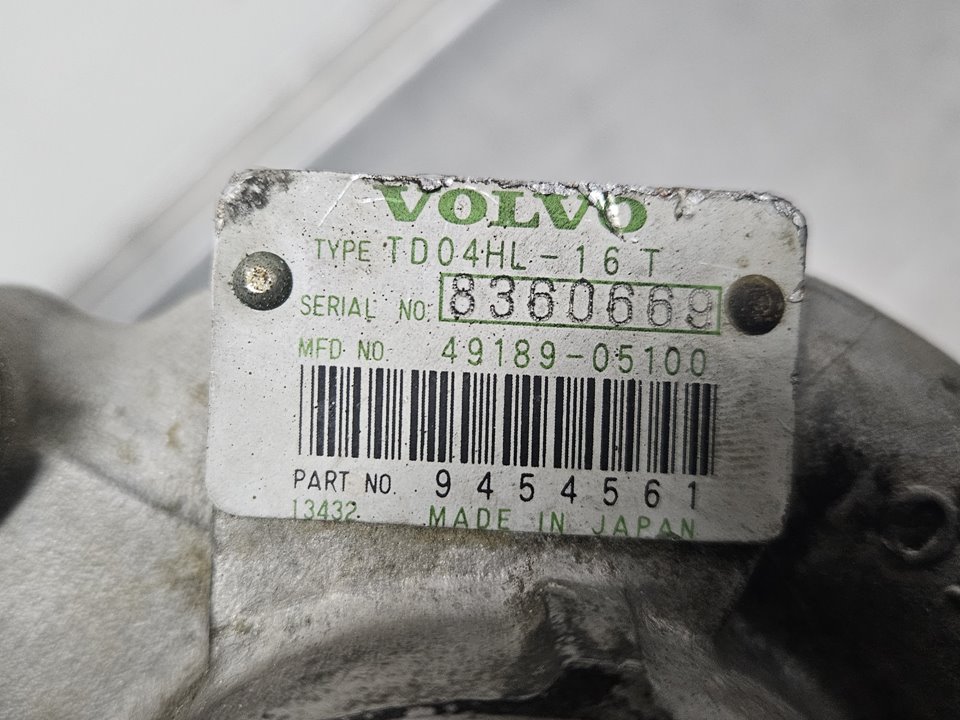 VOLVO
TYPE TD04HL-16T
SERIAL NO. 8360669
MFD NO. 49189-05100
PART NO. 9454561
13432 MADE IN JAPAN